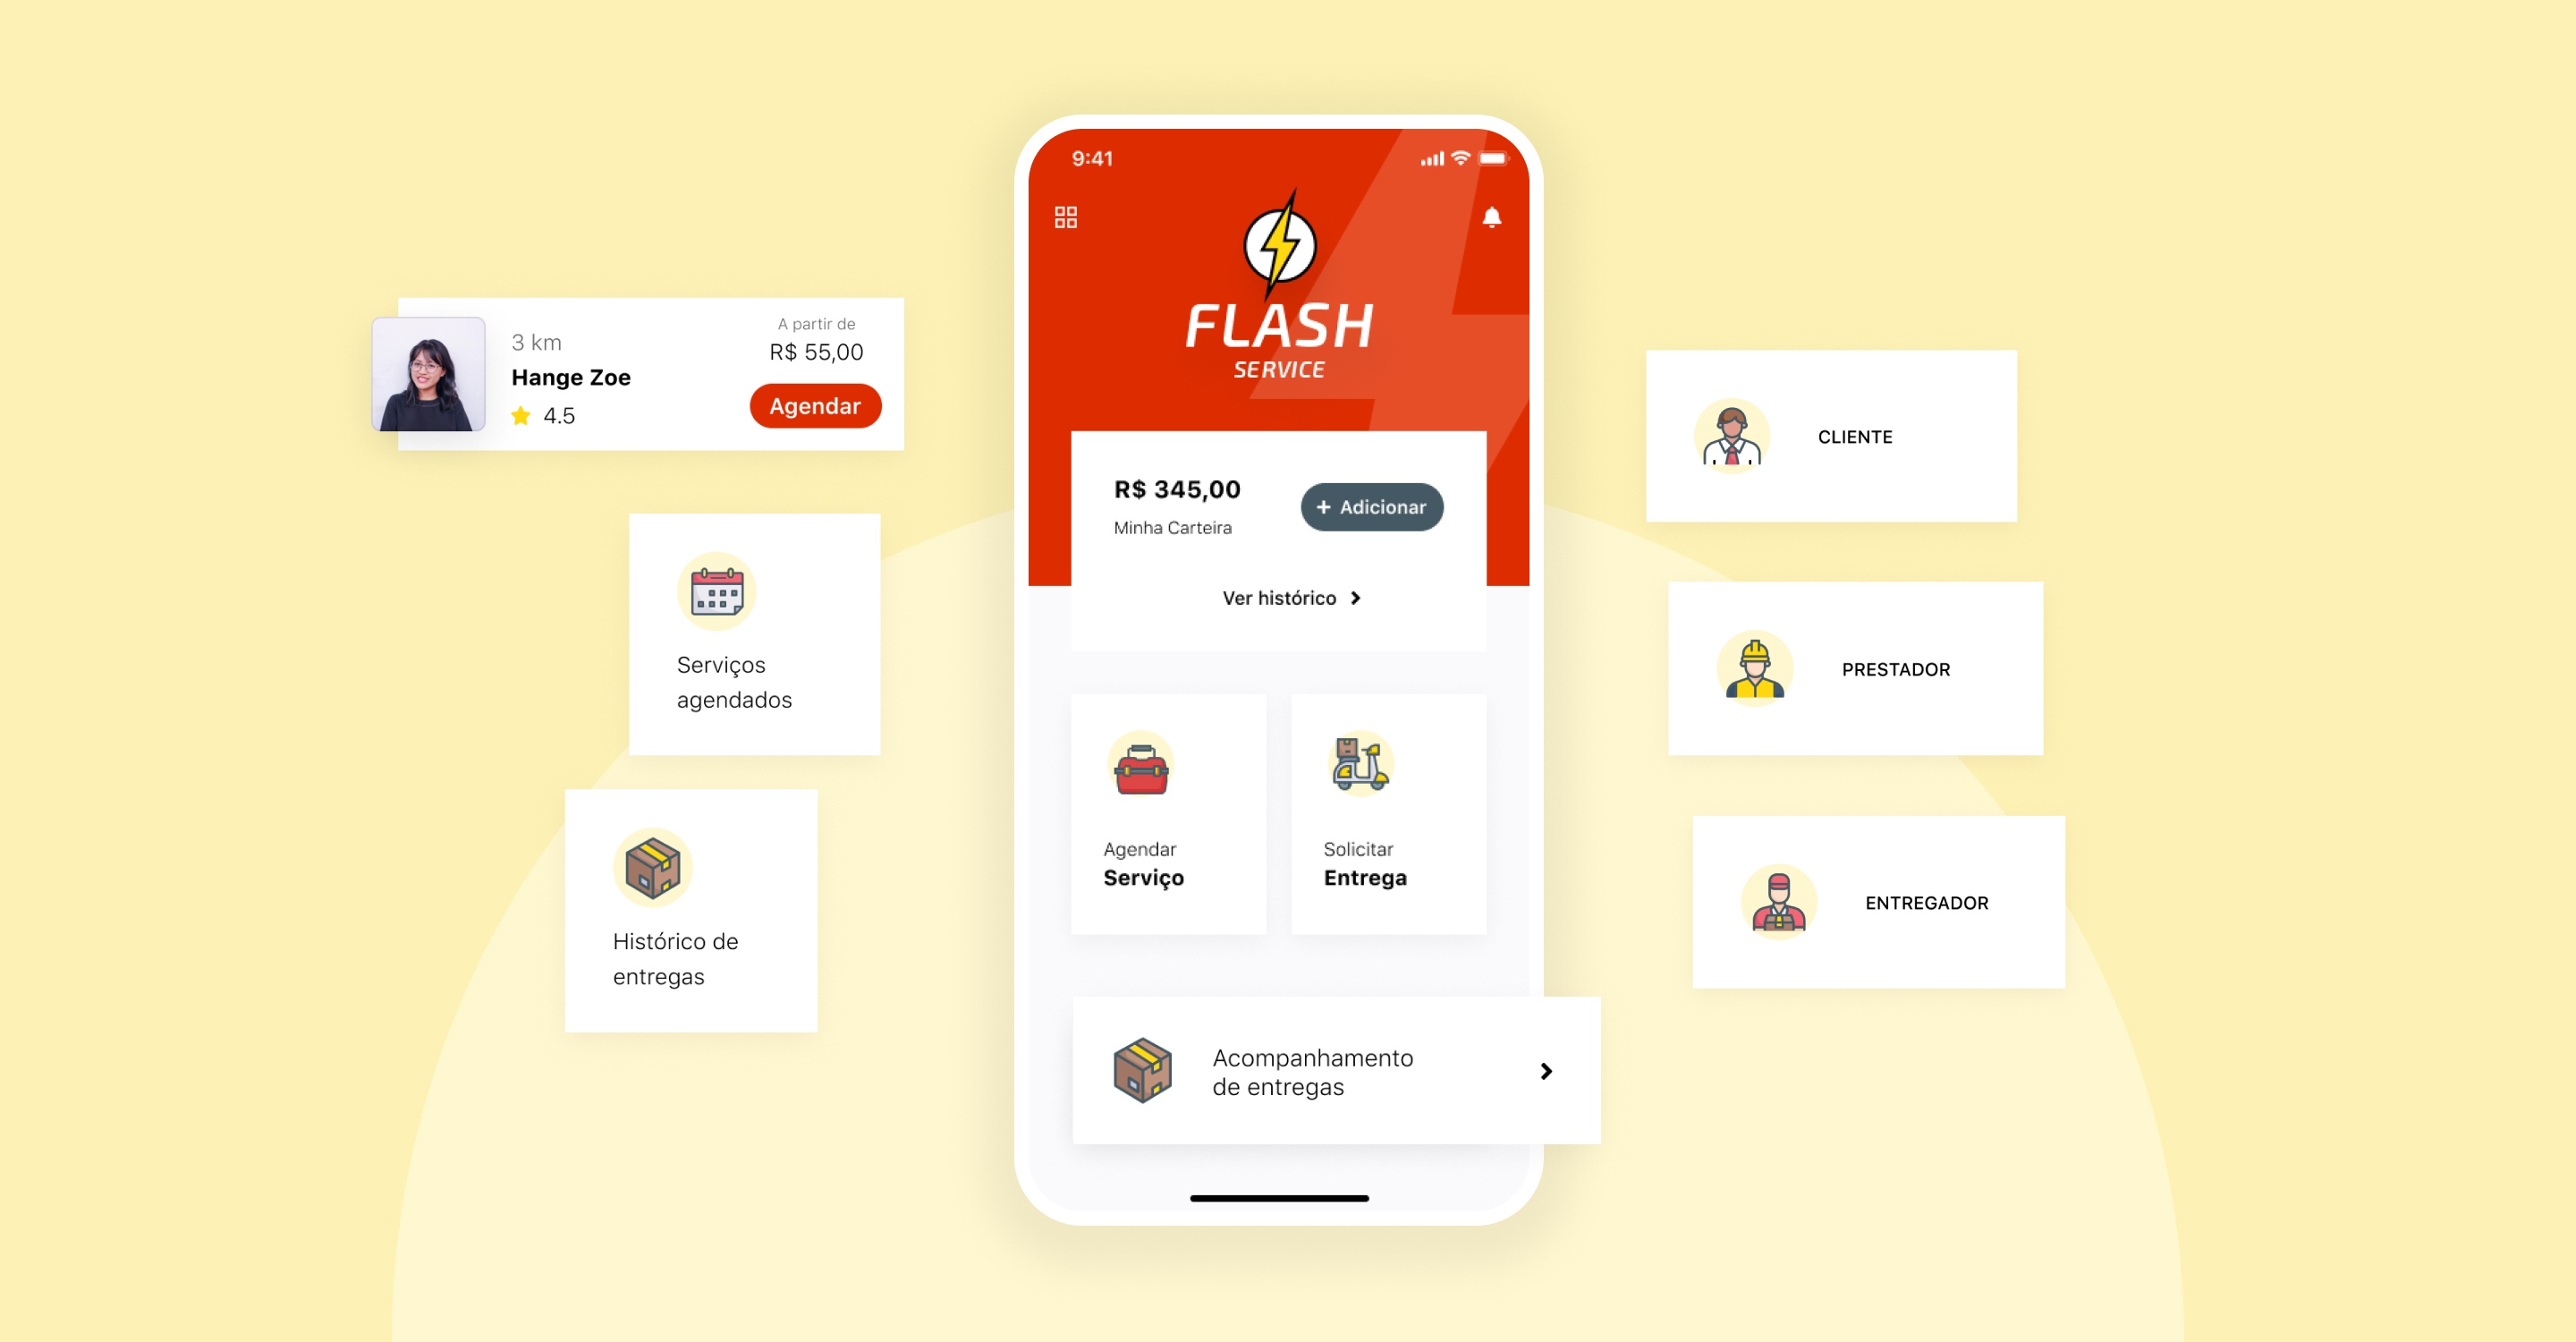 3 km
Hange Zoe
4.5
A partir de
R$ 55,00
Agendar
Serviços
agendados
Histórico de
entregas
9:41
FLASH
SERVICE
R$ 345,00
Minha Carteira
+ Adicionar
Ver histórico
Agendar
Serviço
Solicitar
Entrega
Acompanhamento
de entregas
CLIENTE
PRESTADOR
ENTREGADOR